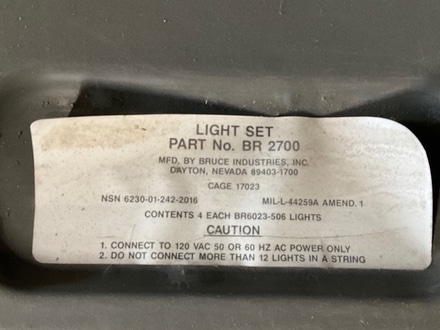 LIGHT SET
PART No. BR 2700
MFD, BY BRUCE INDUSTRIES, INC.
DAYTON, NEVADA 89403-1700
CAGE 17023
NSN 6230-01-242-2016 MIL-L-44259A AMEND. 1
CONTENTS 4 EACH BR6023-506 LIGHTS
CAUTION
1. CONNECT TO 120 VAC 50 OR 60 HZ AC POWER ONLY
2. DO NOT CONNECT MORE THAN 12 LIGHTS IN A STRING